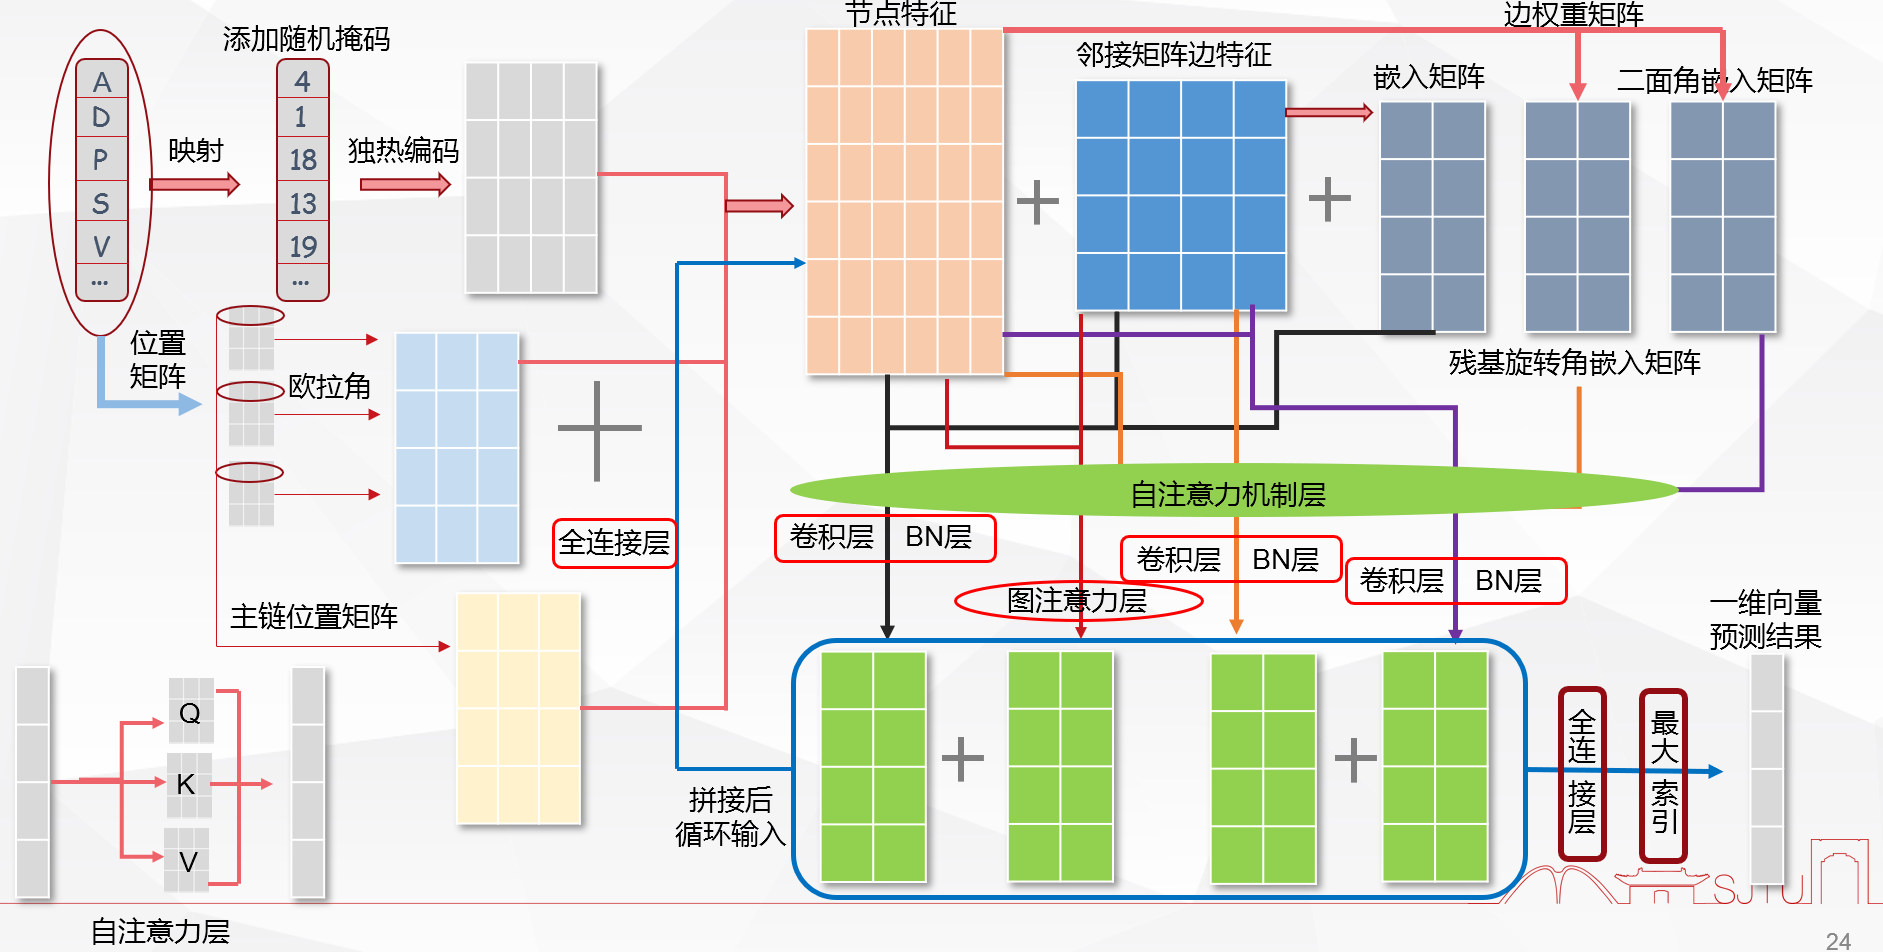 节点特征
边权重矩阵
添加随机掩码
邻接矩阵边特征
嵌入矩阵
二面角嵌入矩阵
A
D
P
S
V
...
映射
4
1
18
13
19
...
独热编码
位置
矩阵
欧拉角
残基旋转角嵌入矩阵
自注意力机制层
全连接层
卷积层 BN层
卷积层 BN层
卷积层 BN层
图注意力层
主链位置矩阵
一维向量
预测结果
Q
K
V
全连接层
最大索引
拼接后
循环输入
自注意力层
SJTU
24